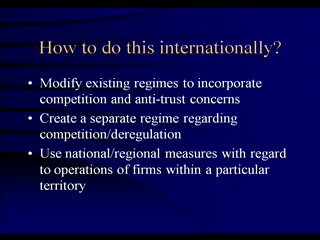 How to do this internationally?
• Modify existing regimes to incorporate
competition and anti-trust concerns
• Create a separate regime regarding
competition/deregulation
• Use national/regional measures with regard
to operations of firms within a particular
territory